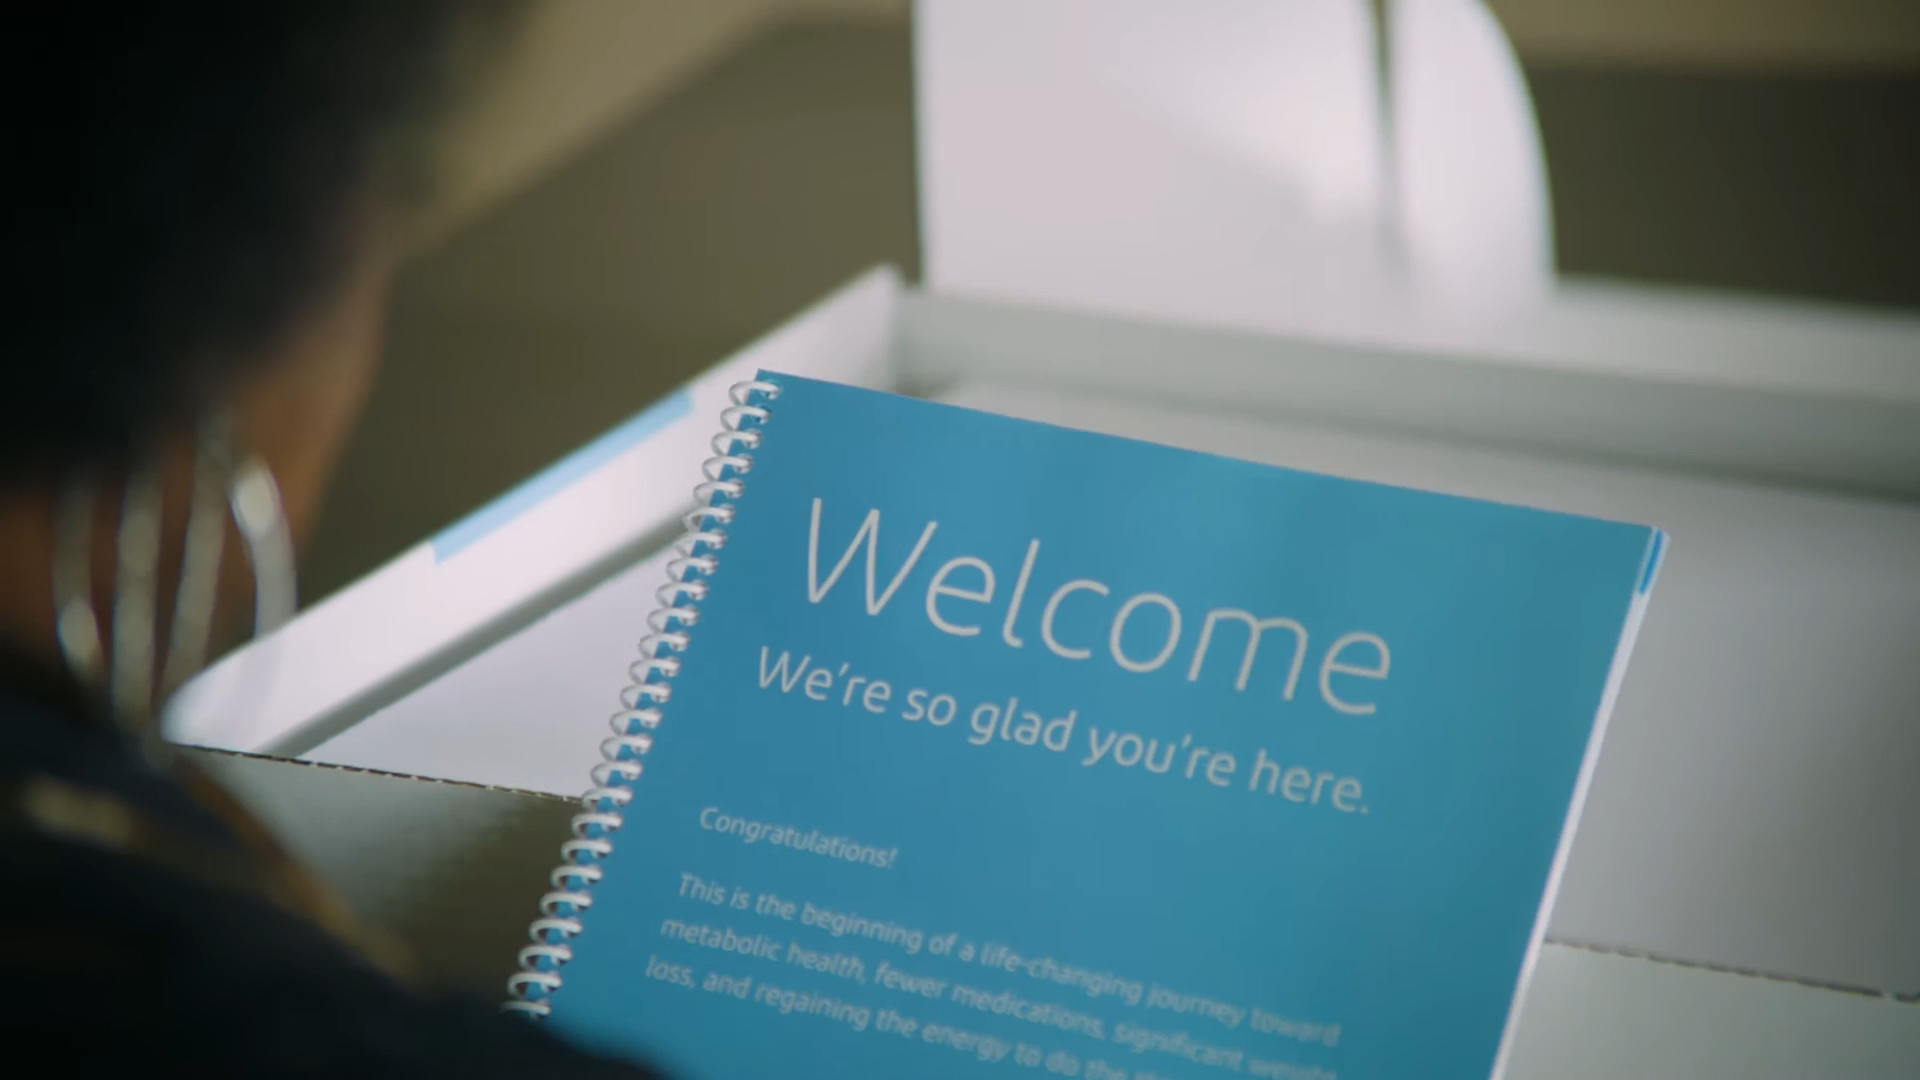 Welcome
We're so glad you're here.
Congratulations!
This is the beginning of a life-changing journey toward
metabolic health, fewer medications, significant weight
loss, and regaining the energy to do the